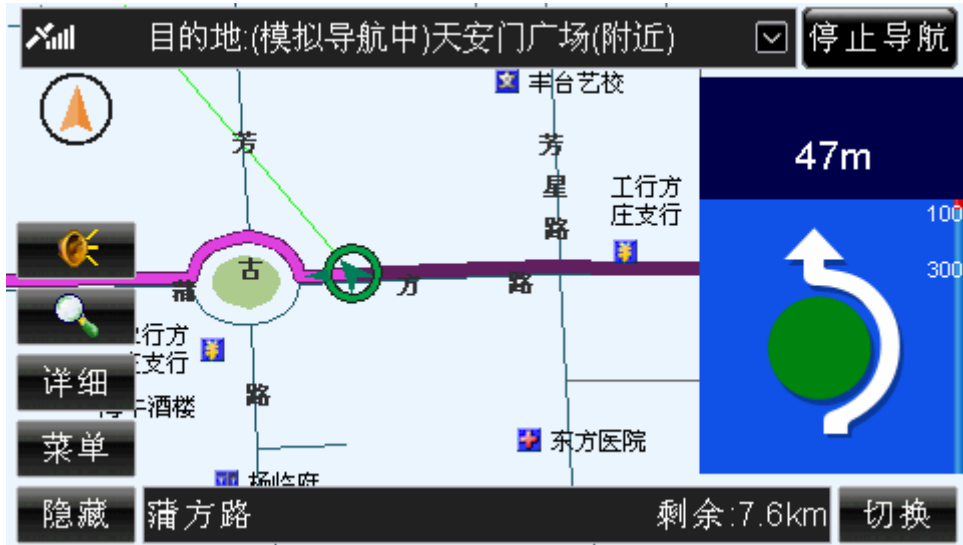 目的地:(模拟导航中)天安门广场(附近)
停止导航
丰台艺校
47m
芳
芳
星
路
工行方
庄支行
100
300
古
蒲
方
路
行方
支行
详细
路
酒楼
菜单
东方医院
杨临府
隐藏
蒲方路
剩余:7.6km
切换